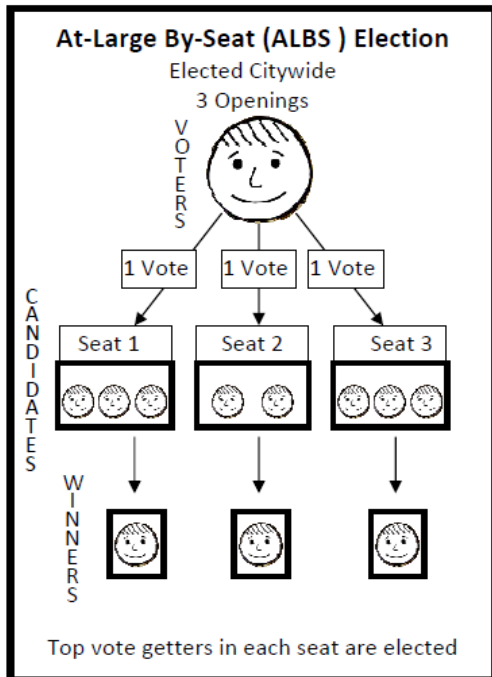 At-Large By-Seat (ALBS ) Election
Elected Citywide
3 Openings
VOTERS
1 Vote
1 Vote
1 Vote
CANDIDATES
Seat 1
Seat 2
Seat 3
WINNERS
Top vote getters in each seat are elected